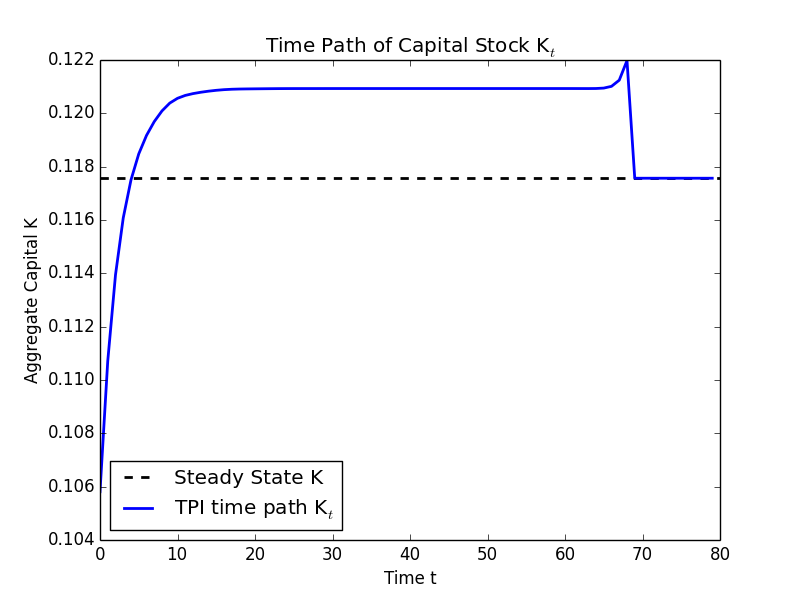 Time Path of Capital Stock K_t
0.122
0.120
0.118
0.116
0.114
0.112
0.110
0.108
0.106
0.104
Aggregate Capital K
Steady State K
TPI time path K_t
0 10 20 30 40 50 60 70 80
Time t